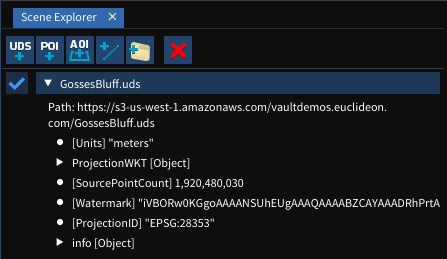 Scene Explorer
UDS POI AOI
GossesBluff.uds
Path: https://s3-us-west-1.amazonaws.com/vaultdemos.euclideon.
com/GossesBluff.uds
[Units] "meters"
ProjectionWKT [Object]
[SourcePointCount] 1,920,480,030
[Watermark] "iVBORw0KGgoAAAANSUhEUgAAAQAAAABZCAYAAADRhPrtA
[ProjectionID] "EPSG:28353"
info [Object]